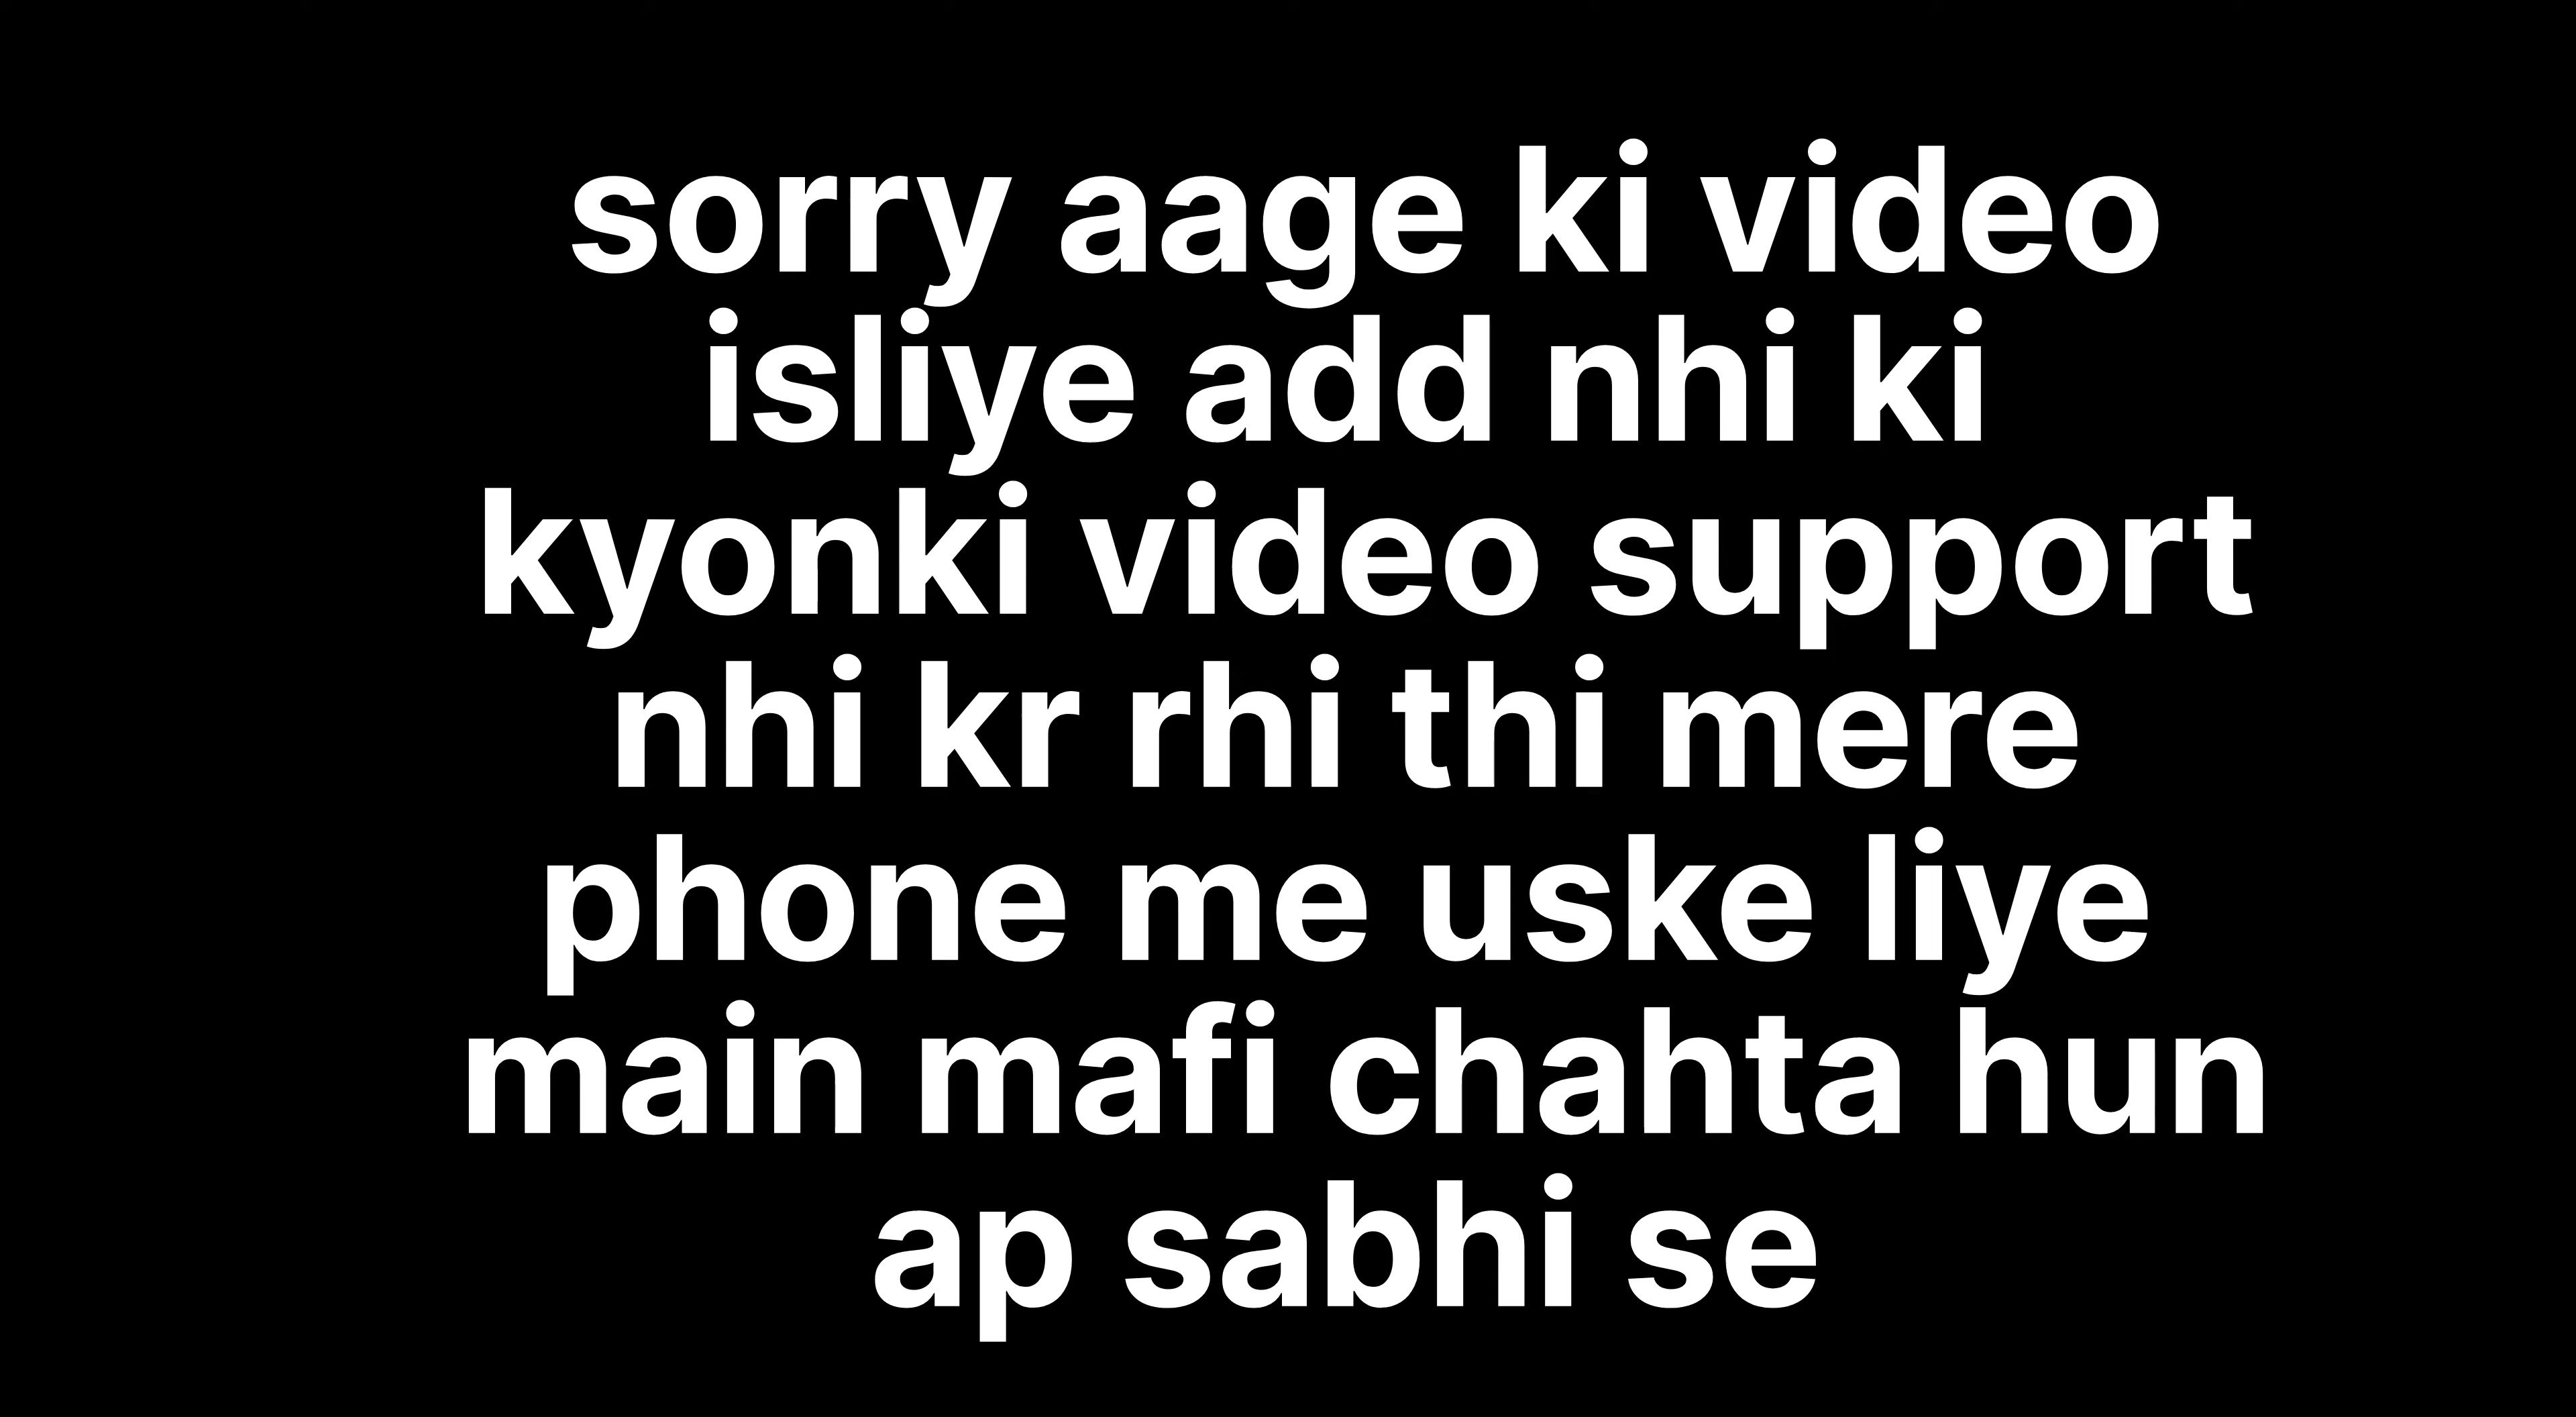 sorry aage ki video
isliye add nhi ki
kyonki video support
nhi kr rhi thi mere
phone me uske liye
main mafi chahta hun
ap sabhi se